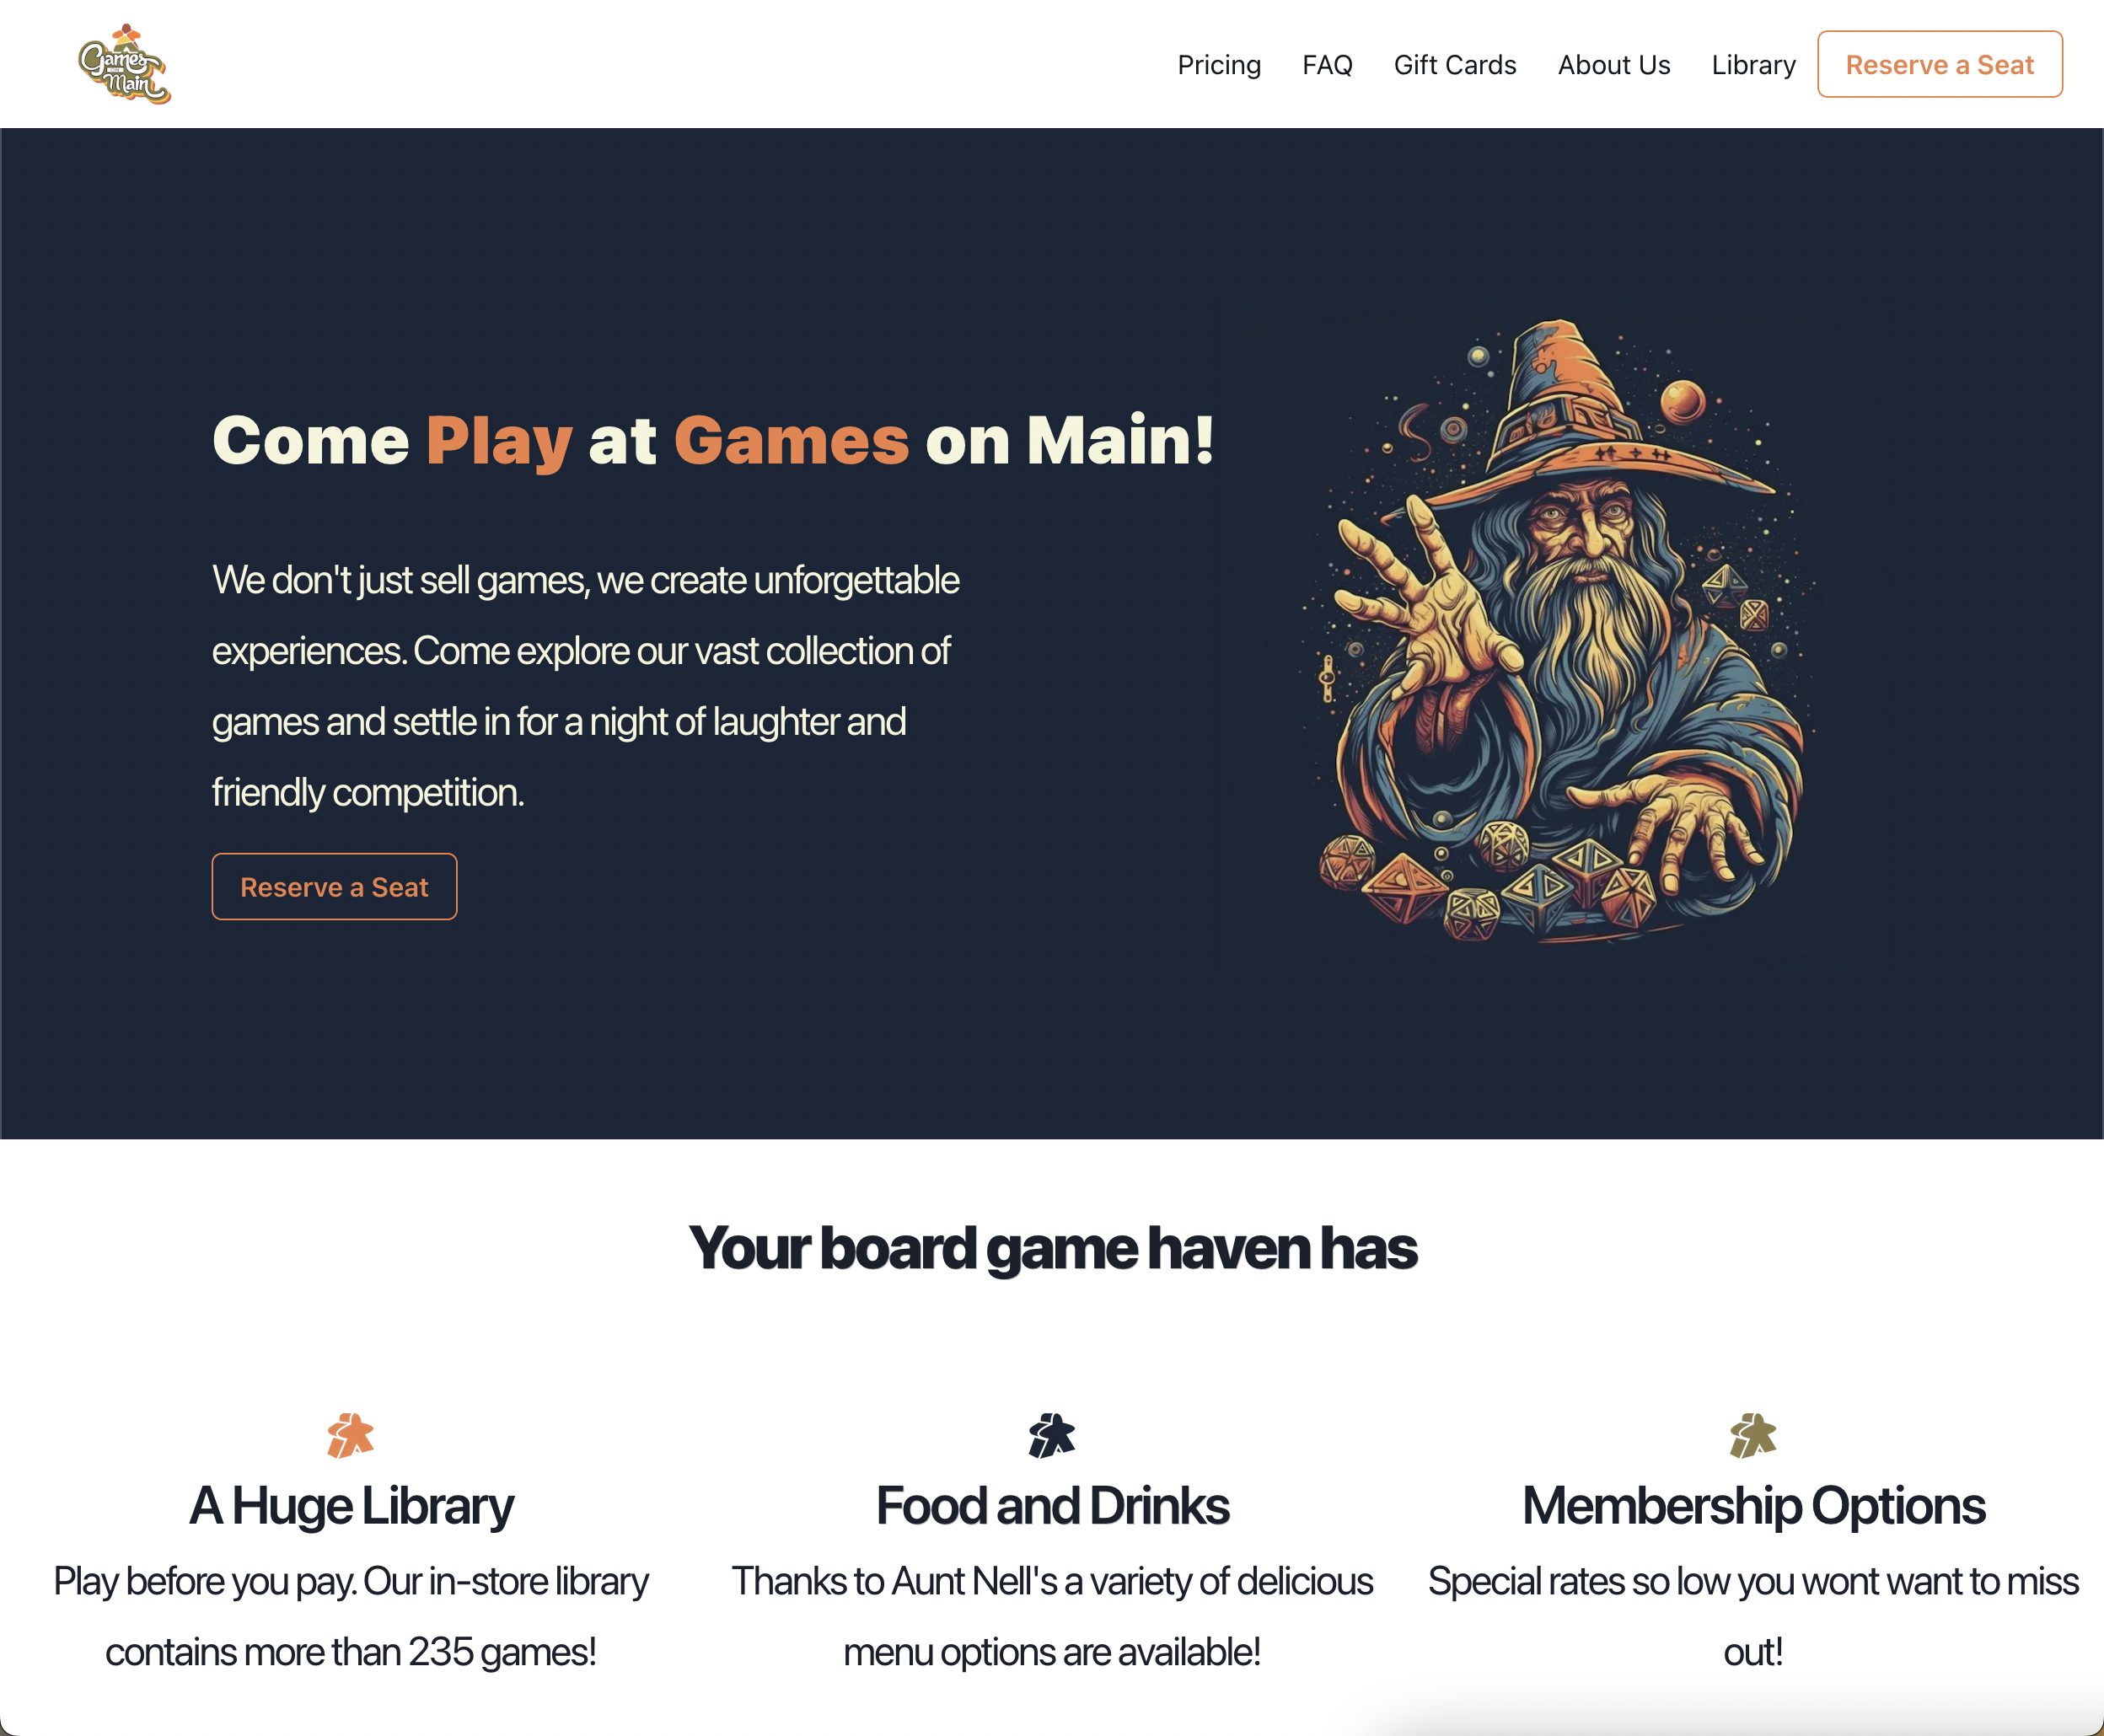 Games
Main
Pricing FAQ Gift Cards About Us Library Reserve a Seat
Come Play at Games on Main!
We don't just sell games, we create unforgettable
experiences. Come explore our vast collection of
games and settle in for a night of laughter and
friendly competition.
Reserve a Seat
Your board game haven has
A Huge Library
Play before you pay. Our in-store library
contains more than 235 games!
Food and Drinks
Thanks to Aunt Nell's a variety of delicious
menu options are available!
Membership Options
Special rates so low you wont want to miss
out!